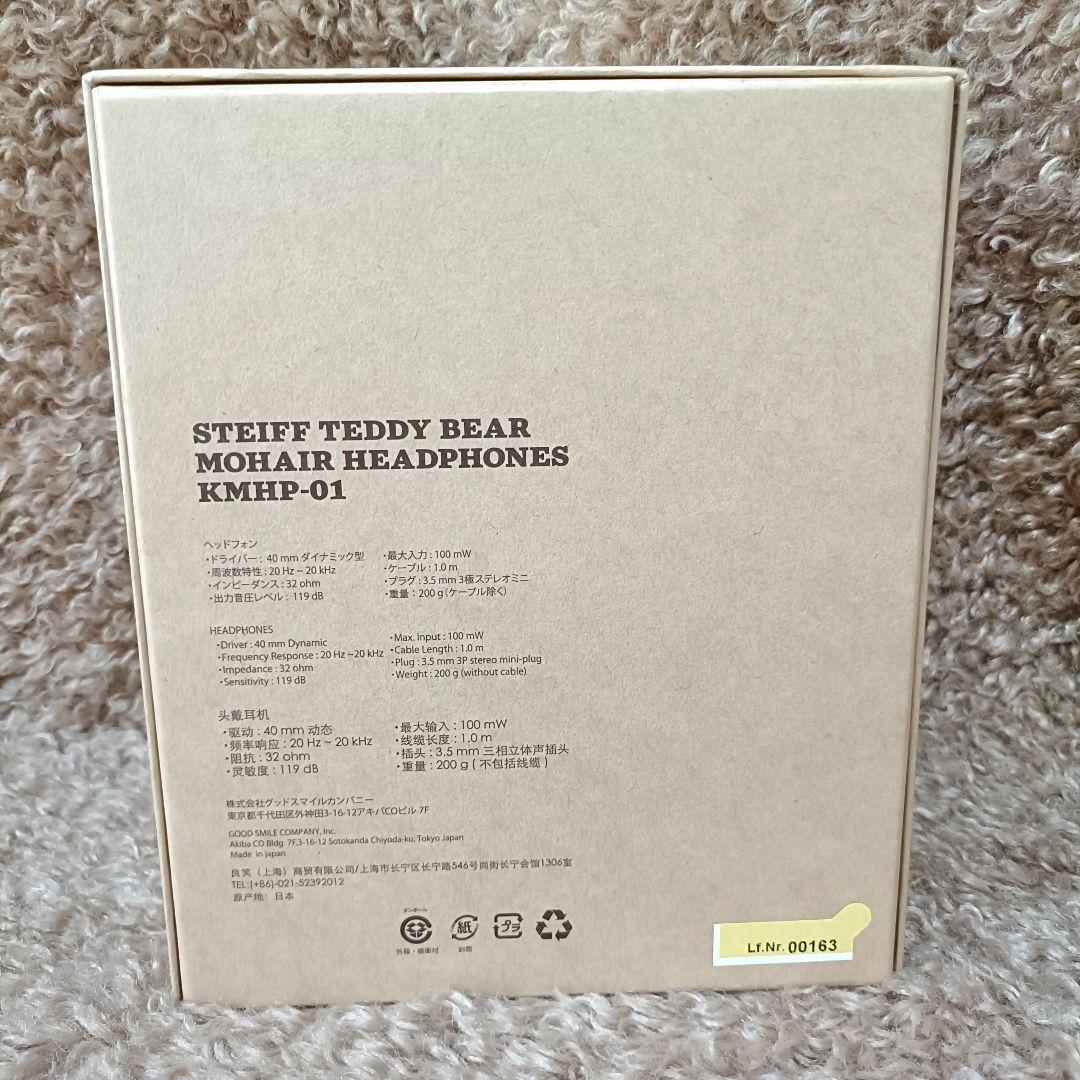 STEIFF TEDDY BEAR
MOHAIR HEADPHONES
KMHP-01
ヘッドフォン
・ドライバー : 40 mm ダイナミック型
・周波数特性 : 20 Hz ~ 20 kHz
・インピーダンス : 32 ohm
・出力音圧レベル : 119 dB
・最大入力 : 100 mW
・ケーブル : 1.0 m
・プラグ : 3.5 mm 3極ステレオミニ
・重量 : 200 g (ケーブル除く)
HEADPHONES
・Driver : 40 mm Dynamic
・Frequency Response : 20 Hz ~20 kHz
・Impedance : 32 ohm
・Sensitivity : 119 dB
・Max. Input : 100 mW
・Cable Length : 1.0 m
・Plug : 3.5 mm 3P stereo mini-plug
・Weight : 200 g (without cable)
头戴耳机
・驱动 : 40 mm 动态
・频率响应 : 20 Hz ~ 20 kHz
・阻抗 : 32 ohm
・灵敏度 : 119 dB
・最大输入 : 100 mW
・线缆长度 : 1.0 m
・插头 : 3.5 mm 三相立体声插头
・重量 : 200 g ( 不包括线缆 )
株式会社グッドスマイルカンパニー
東京都千代田区外神田3-16-12アキバCOビル 7F
GOOD SMILE COMPANY, Inc.
Akiba CO Bldg. 7F,3-16-12 Sotokanda Chiyoda-ku, Tokyo Japan
Made in japan
良笑（上海）商贸有限公司/上海市长宁区长宁路546号尚街长宁会馆1306室
TEL:(+86)-021-52392012
原产地: 日本
ダンボール
外箱・緩衝材
紙
封筒
プラ
Lf.Nr. 00163